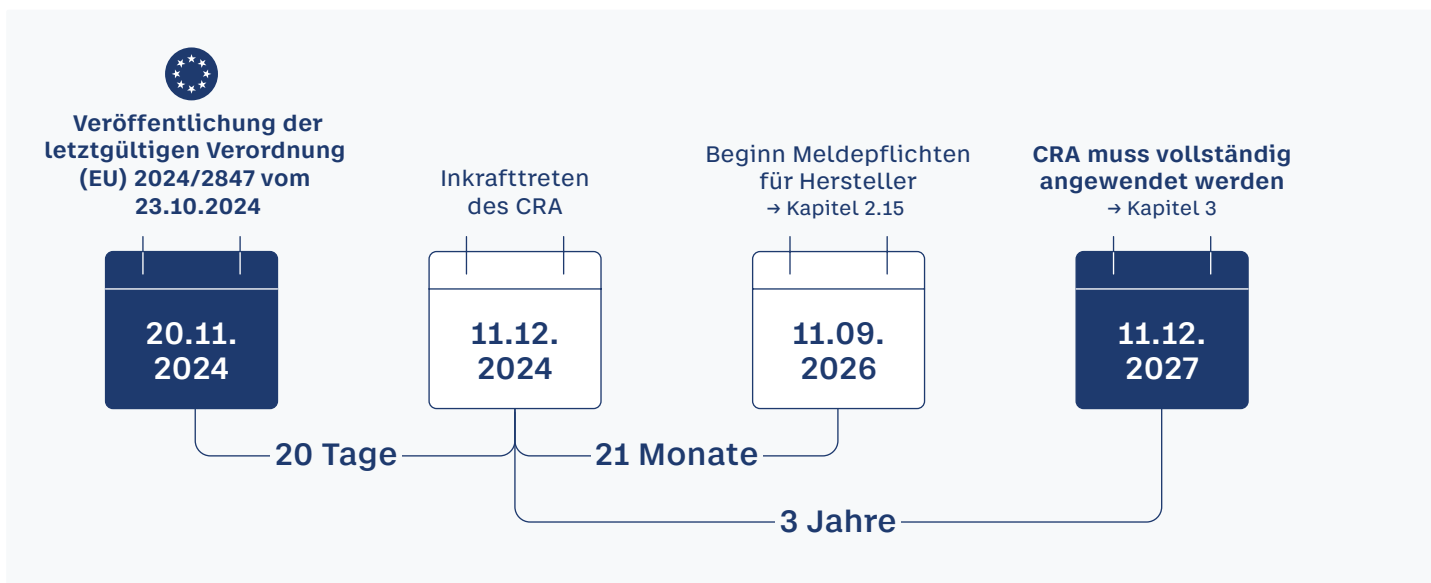 Veröffentlichung der
letztgültigen Verordnung
(EU) 2024/2847 vom
23.10.2024
Inkrafttreten
des CRA
Beginn Meldepflichten
für Hersteller
→ Kapitel 2.15
CRA muss vollständig
angewendet werden
→ Kapitel 3
20.11.
2024
11.12.
2024
11.09.
2026
11.12.
2027
20 Tage
21 Monate
3 Jahre